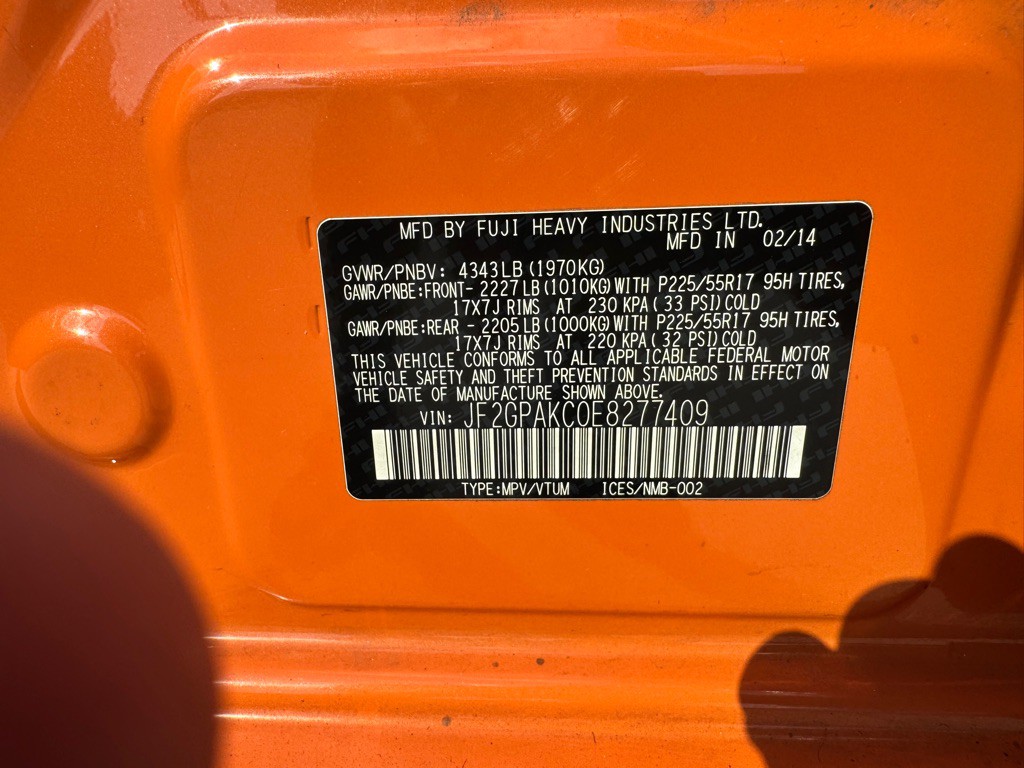 MFD BY FUJI HEAVY INDUSTRIES LTD.
MFD IN 02/14
GVWR/PNBV: 4343LB (1970KG)
GAWR/PNBE:FRONT- 2227LB (1010KG) WITH P225/55R17 95H TIRES,
17X7J RIMS AT 230 KPA ( 33 PSI) COLD
GAWR/PNBE:REAR - 2205LB (1000KG) WITH P225/55R17 95H TIRES,
17X7J RIMS AT 220 KPA ( 32 PSI) COLD
THIS VEHICLE CONFORMS TO ALL APPLICABLE FEDERAL MOTOR
VEHICLE SAFETY AND THEFT PREVENTION STANDARDS IN EFFECT ON
THE DATE OF MANUFACTURE SHOWN ABOVE.
VIN: JF2GPAKC0E8277409
TYPE:MPV/VTUM ICES/NMB-002